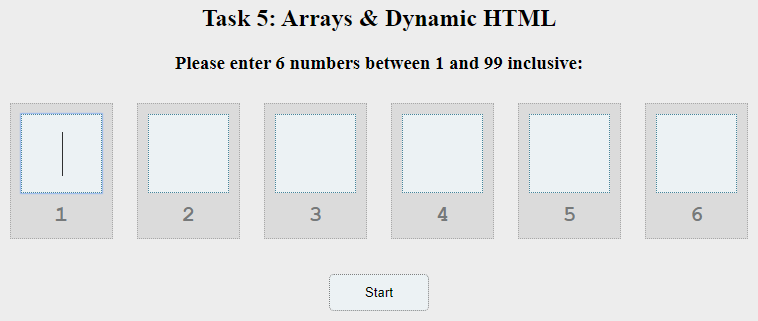 Task 5: Arrays & Dynamic HTML
Please enter 6 numbers between 1 and 99 inclusive:
1 2 3 4 5 6
Start